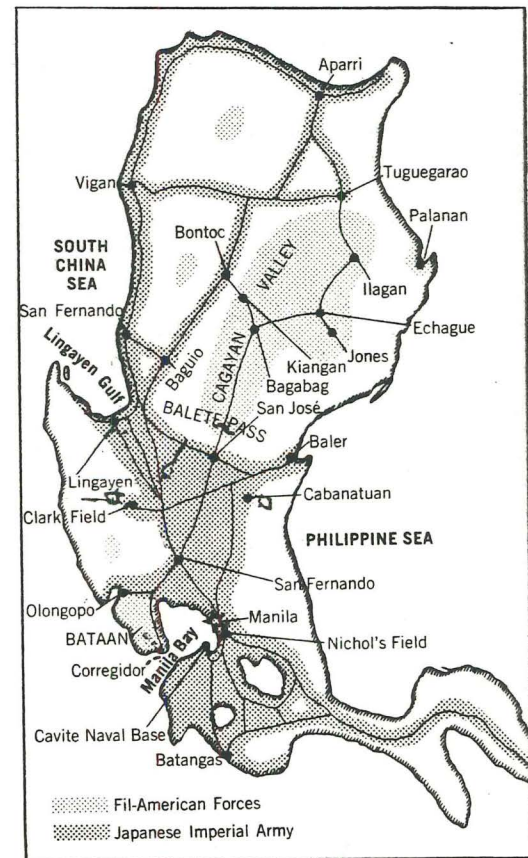 Aparri
Vigan
Tuguegarao
Palanan
Bontoc
SOUTH
CHINA
SEA
VALLEY
Ilagan
San Fernando
Echague
Lingayen Gulf
Baguio
CAGAYAN
Jones
Kiangan
Bagabag
BALETE PASS
San José
Baler
Lingayen
Cabanatuan
Clark Field
PHILIPPINE SEA
San Fernando
Olongopo
Manila
BATAAN
Manila Bay
Nichol's Field
Corregidor
Cavite Naval Base
Batangas
Fil-American Forces
Japanese Imperial Army